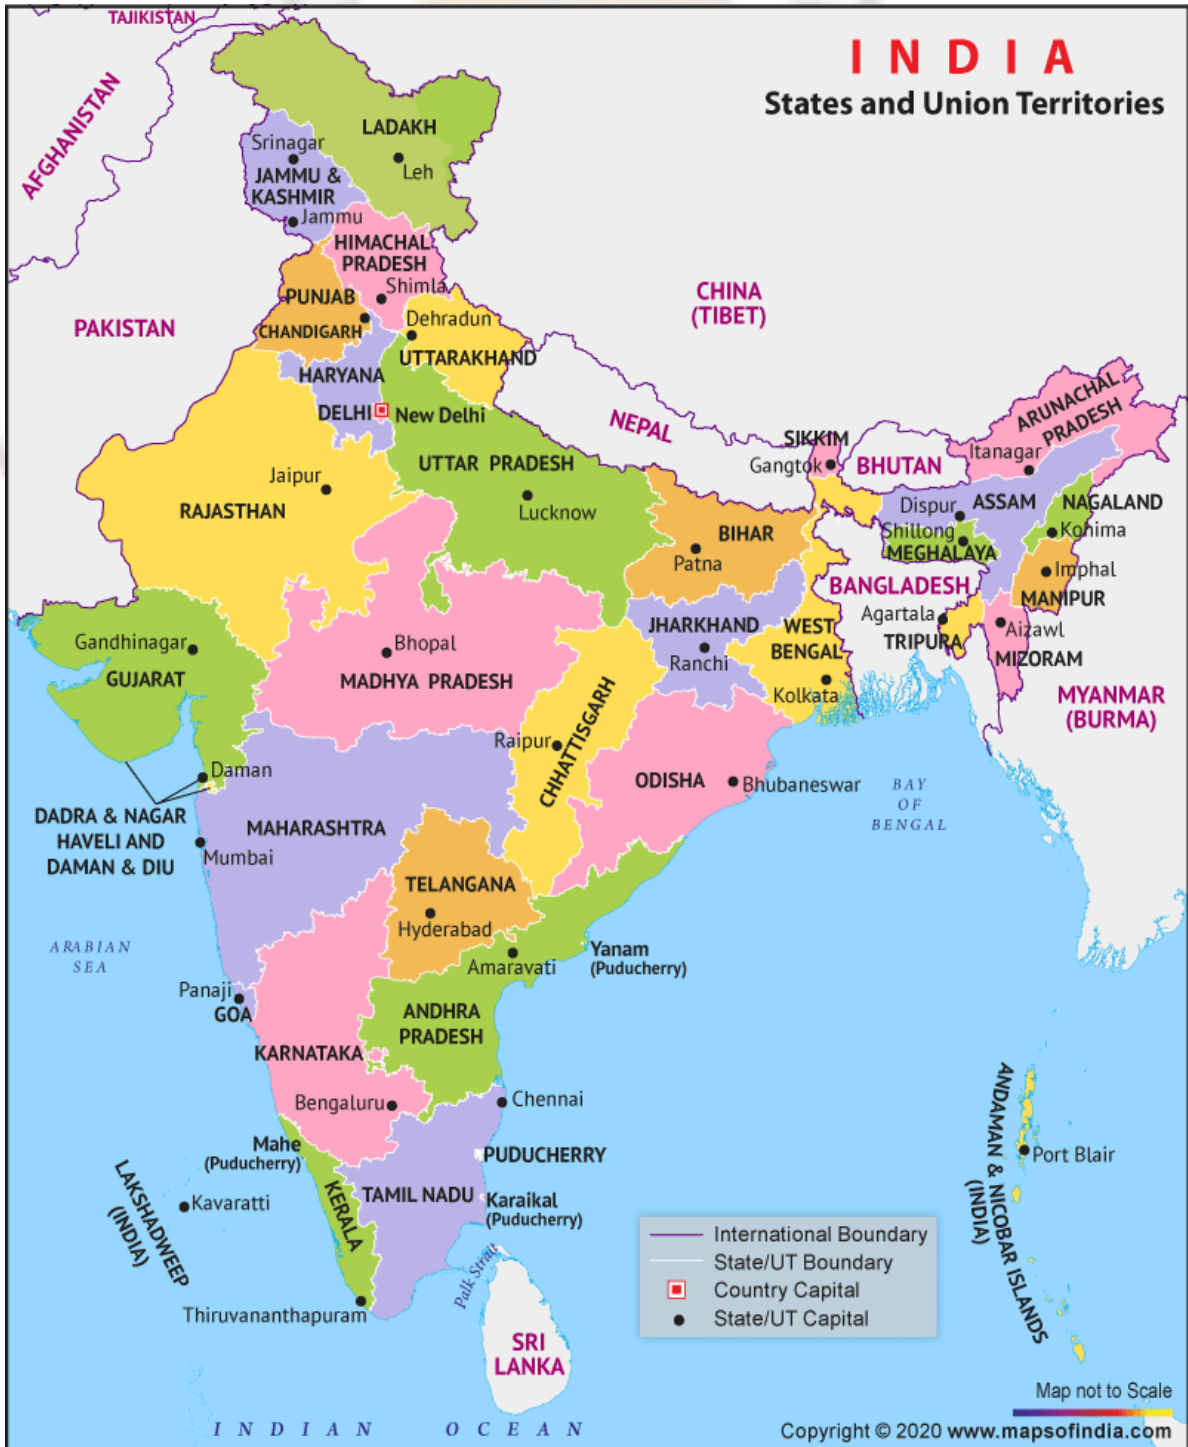 TAJIKISTAN
INDIA
States and Union Territories
AFGHANISTAN
LADAKH
Srinagar
Leh
JAMMU &
KASHMIR
Jammu
HIMACHAL
PRADESH
Shimla
PUNJAB
CHANDIGARH
Dehradun
UTTARAKHAND
CHINA
(TIBET)
PAKISTAN
HARYANA
DELHI
New Delhi
NEPAL
ARUNACHAL
PRADESH
SIKKIM
Gangtok
BHUTAN
Itanagar
UTTAR PRADESH
Jaipur
RAJASTHAN
Lucknow
Dispur
ASSAM
NAGALAND
BIHAR
Patna
Shillong
MEGHALAYA
Kohima
Imphal
MANIPUR
BANGLADESH
Agartala
TRIPURA
Aizawl
MIZORAM
Gandhinagar
GUJARAT
Bhopal
MADHYA PRADESH
JHARKHAND
Ranchi
WEST
BENGAL
Kolkata
MYANMAR
(BURMA)
CHHATTISGARH
Raipur
ODISHA
Bhubaneswar
BAY
OF
BENGAL
Daman
DADRA & NAGAR
HAVELI AND
DAMAN & DIU
MAHARASHTRA
Mumbai
TELANGANA
Hyderabad
ARABIAN
SEA
Amaravati
Yanam
(Puducherry)
Panaji
GOA
ANDHRA
PRADESH
KARNATAKA
Bengaluru
Chennai
Mahe
(Puducherry)
PUDUCHERRY
KERALA
TAMIL NADU
Karaikal
(Puducherry)
LAKSHADWEEP
(INDIA)
Kavaratti
Palk Strait
Thiruvananthapuram
SRI
LANKA
ANDAMAN & NICOBAR ISLANDS
(INDIA)
Port Blair
International Boundary
State/UT Boundary
Country Capital
State/UT Capital
Map not to Scale
INDIAN OCEAN
Copyright © 2020 www.mapsofindia.com